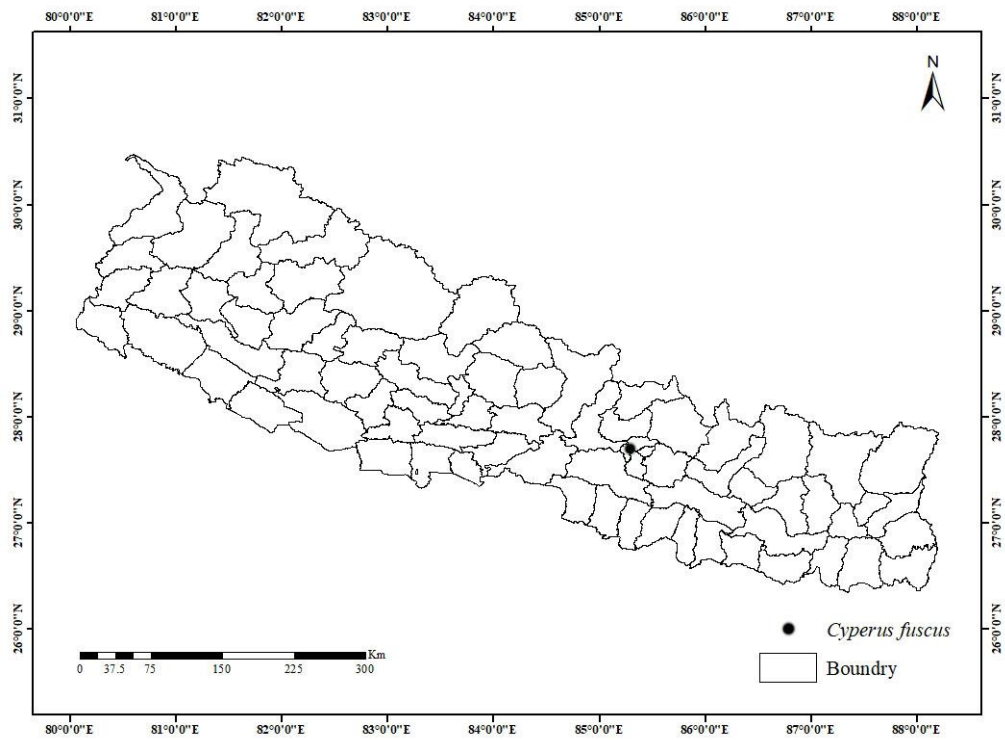 80°0'0"E 81°0'0"E 82°0'0"E 83°0'0"E 84°0'0"E 85°0'0"E 86°0'0"E 87°0'0"E 88°0'0"E
N
31°0'0"N 31°0'0"N
30°0'0"N 30°0'0"N
29°0'0"N 29°0'0"N
28°0'0"N 28°0'0"N
27°0'0"N 27°0'0"N
26°0'0"N 26°0'0"N
Cyperus fuscus
Km
0 37.5 75 150 225 300
Boundry
80°0'0"E 81°0'0"E 82°0'0"E 83°0'0"E 84°0'0"E 85°0'0"E 86°0'0"E 87°0'0"E 88°0'0"E